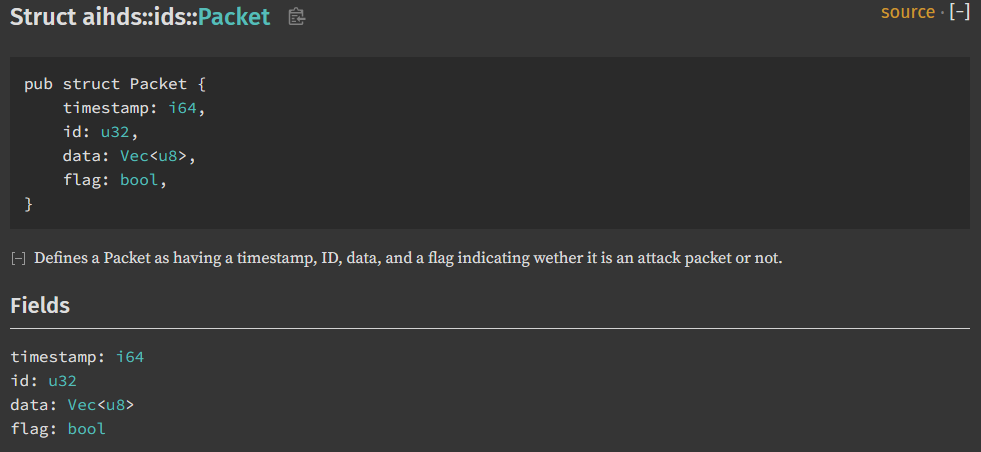 Struct aihds::ids::Packet
source · [−]
pub struct Packet {
    timestamp: i64,
    id: u32,
    data: Vec<u8>,
    flag: bool,
}
[−] Defines a Packet as having a timestamp, ID, data, and a flag indicating wether it is an attack packet or not.
Fields
timestamp: i64
id: u32
data: Vec<u8>
flag: bool